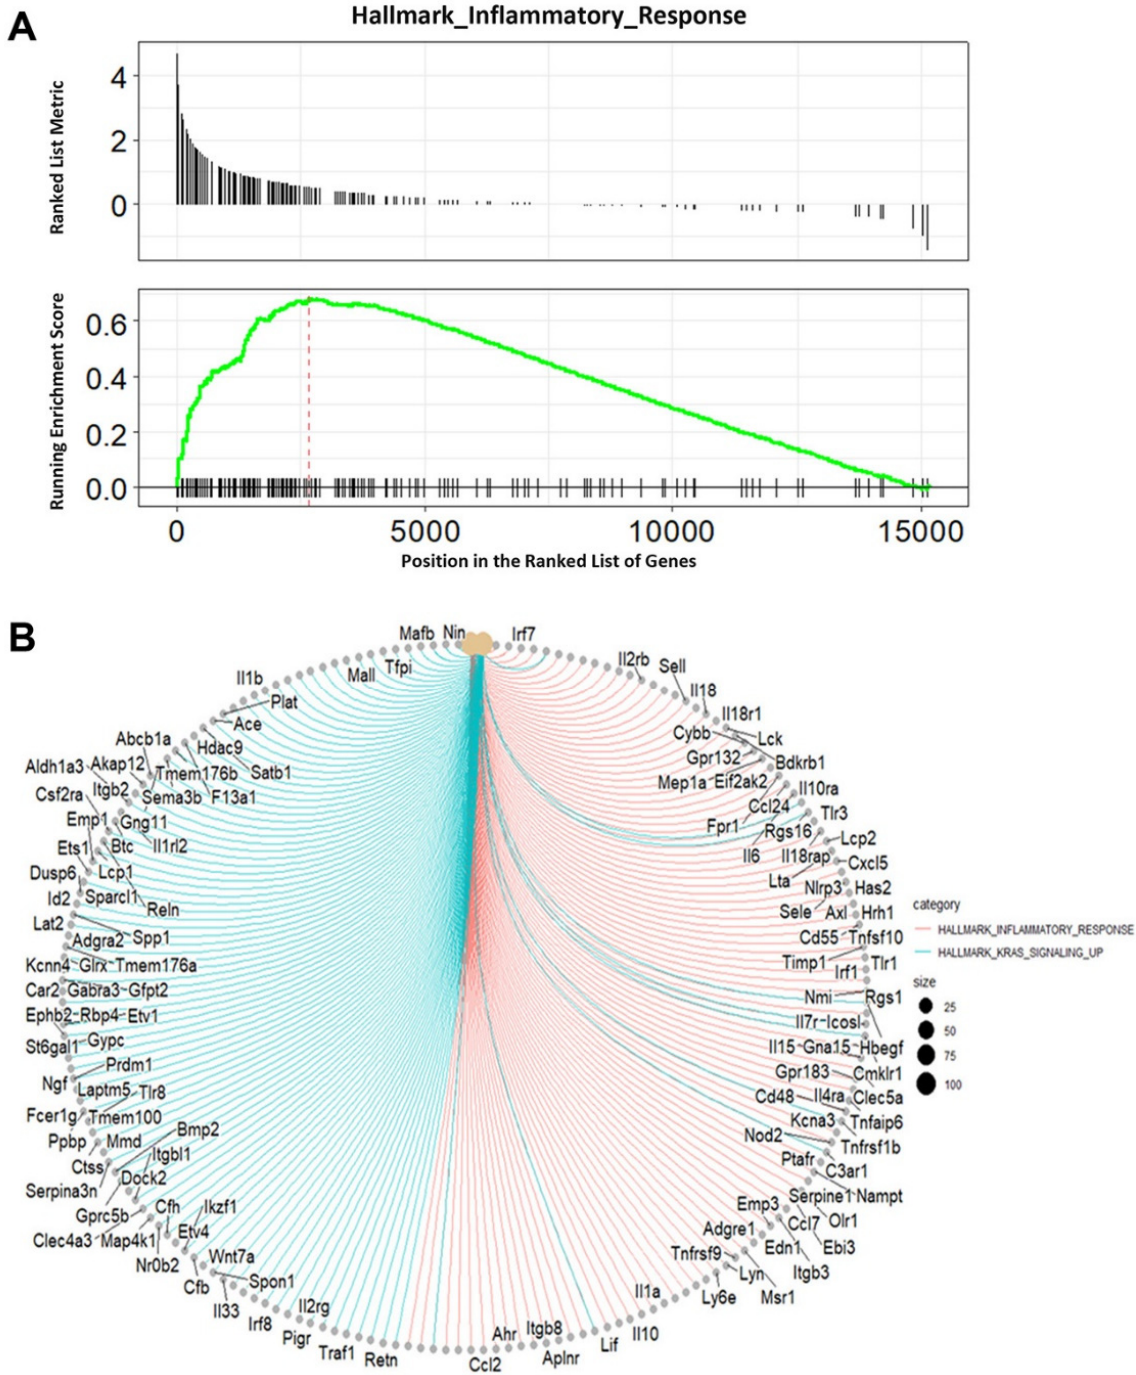 A
Hallmark_Inflammatory_Response
Ranked List Metric
4
2
0
Running Enrichment Score
0.6
0.4
0.2
0.0
0 5000 10000 15000
Position in the Ranked List of Genes
B
Mafb Nin Irf7
Mall Tfpi
Il1b
Plat
Ace
Abcb1a
Hdac9
Aldh1a3 Akap12
Tmem176b Satb1
Csf2ra Itgb2
Sema3b F13a1
Emp1 Gng11
Ets1 Btc Il1rl2
Dusp6 Lcp1
Id2 Sparcl1 Reln
Lat2
Adgra2 Spp1
Kcnn4 Glrx Tmem176a
Car2 Gabra3 Gfpt2
Ephb2 Rbp4 Etv1
St6gal1 Gypc
Prdm1
Ngf Laptm5 Tlr8
Fcer1g Tmem100
Ppbp Mmd Bmp2
Ctss Itgbl1
Serpina3n Dock2
Gprc5b Cfh Ikzf1
Clec4a3 Map4k1 Etv4
Nr0b2 Wnt7a
Cfb Spon1
Il33 Il2rg
Irf8
Pigr
Traf1 Retn
Ccl2
Ahr Itgb8
Aplnr
Lif Il10
Il1a
Il2rb Sell
Il18
Il18r1
Cybb Lck
Gpr132 Bdkrb1
Mep1a Eif2ak2
Il10ra
Ccl24 Tlr3
Fpr1 Rgs16 Lcp2
Il6 Il18rap Cxcl5
Lta Nlrp3 Has2
Sele Axl Hrh1
Cd55 Tnfsf10
Timp1 Irf1 Tlr1
Nmi Rgs1
Il7r Icosl
Il15 Gna15 Hbegf
Gpr183 Cmklr1
Cd48 Il4ra Clec5a
Kcna3 Tnfaip6
Nod2 Tnfrsf1b
Ptafr C3ar1
Serpine1 Nampt
Emp3 Ccl7 Olr1
Adgre1 Edn1 Ebi3
Tnfrsf9 Itgb3
Lyn
Ly6e Msr1
category
HALLMARK_INFLAMMATORY_RESPONSE
HALLMARK_KRAS_SIGNALING_UP
size
25
50
75
100